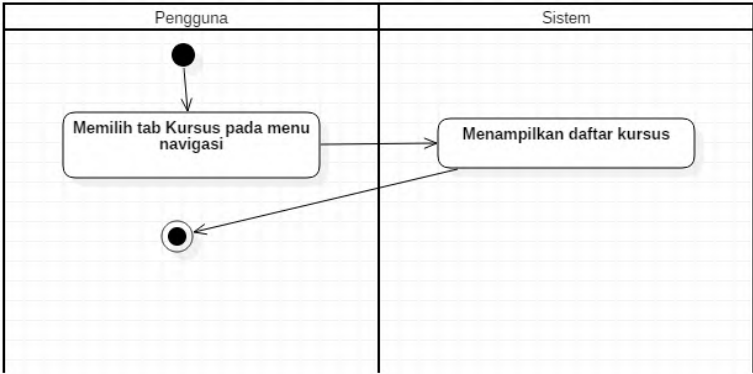 Pengguna
Sistem
Memilih tab Kursus pada menu
navigasi
Menampilkan daftar kursus